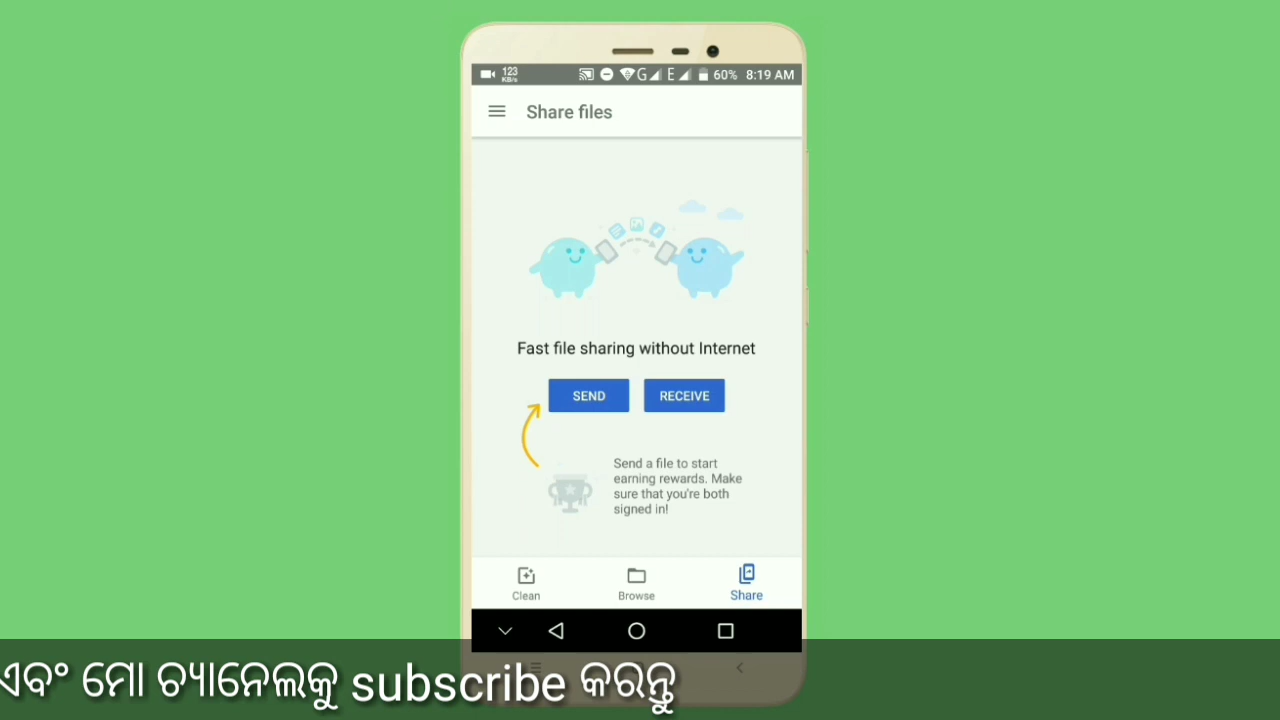 123
KB/s
G E 60% 8:19 AM
Share files
Fast file sharing without Internet
SEND RECEIVE
Send a file to start
earning rewards. Make
sure that you're both
signed in!
Clean Browse Share
ଏବଂ ମୋ ଚ୍ୟାନେଲକୁ subscribe କରନ୍ତୁ